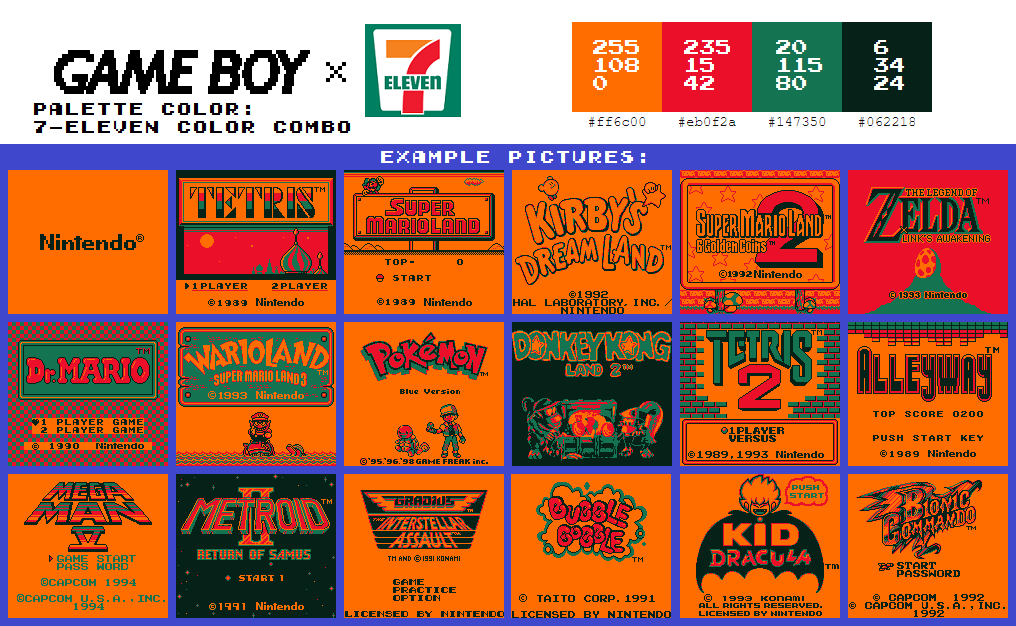 GAME BOY ×
7
ELEVEN
PALETTE COLOR:
7-ELEVEN COLOR COMBO
255
108
0
235
15
42
20
115
80
6
34
24
#ff6c00 #eb0f2a #147350 #062218
EXAMPLE PICTURES:
Nintendo®
TETRIS™
1PLAYER 2PLAYER
©1989 Nintendo
SUPER
MARIOLAND
TOP- 0
START
©1989 Nintendo
KIRBY'S
DREAM LAND™
©1992
HAL LABORATORY, INC. /
NINTENDO
SUPER MARIO LAND™ 2
6 Golden Coins™
©1992 Nintendo
THE LEGEND OF
ZELDA™
LINK'S AWAKENING
© 1993 Nintendo
DR.MARIO™
1 PLAYER GAME
2 PLAYER GAME
© 1990 Nintendo
WARIOLAND
SUPER MARIO LAND 3™
© 1993 Nintendo
POKéMON™
Blue Version
©'95.'96.'98 GAME FREAK inc.
DONKEY KONG
LAND 2™
TETRIS™
2
1PLAYER
VERSUS
©1989,1993 Nintendo
ALLEYWAY™
TOP SCORE 0200
PUSH START KEY
©1989 Nintendo
MEGA
MAN
IV
GAME START
PASS WORD
©CAPCOM 1994
©CAPCOM U.S.A., INC.
1994
METROID™
II
RETURN OF SAMUS
START 1
©1991 Nintendo
GRADIUS
THE INTERSTELLAR
ASSAULT™
TM AND © 1991 KONAMI
GAME
PRACTICE
OPTION
LICENSED BY NINTENDO
BUBBLE
BOBBLE™
© TAITO CORP. 1991
LICENSED BY NINTENDO
PUSH
START
KID
DRACULA™
© 1993 KONAMI
ALL RIGHTS RESERVED.
LICENSED BY NINTENDO
BIONIC
COMMANDO™
START
PASSWORD
© CAPCOM 1992
© CAPCOM U.S.A., INC.
1992